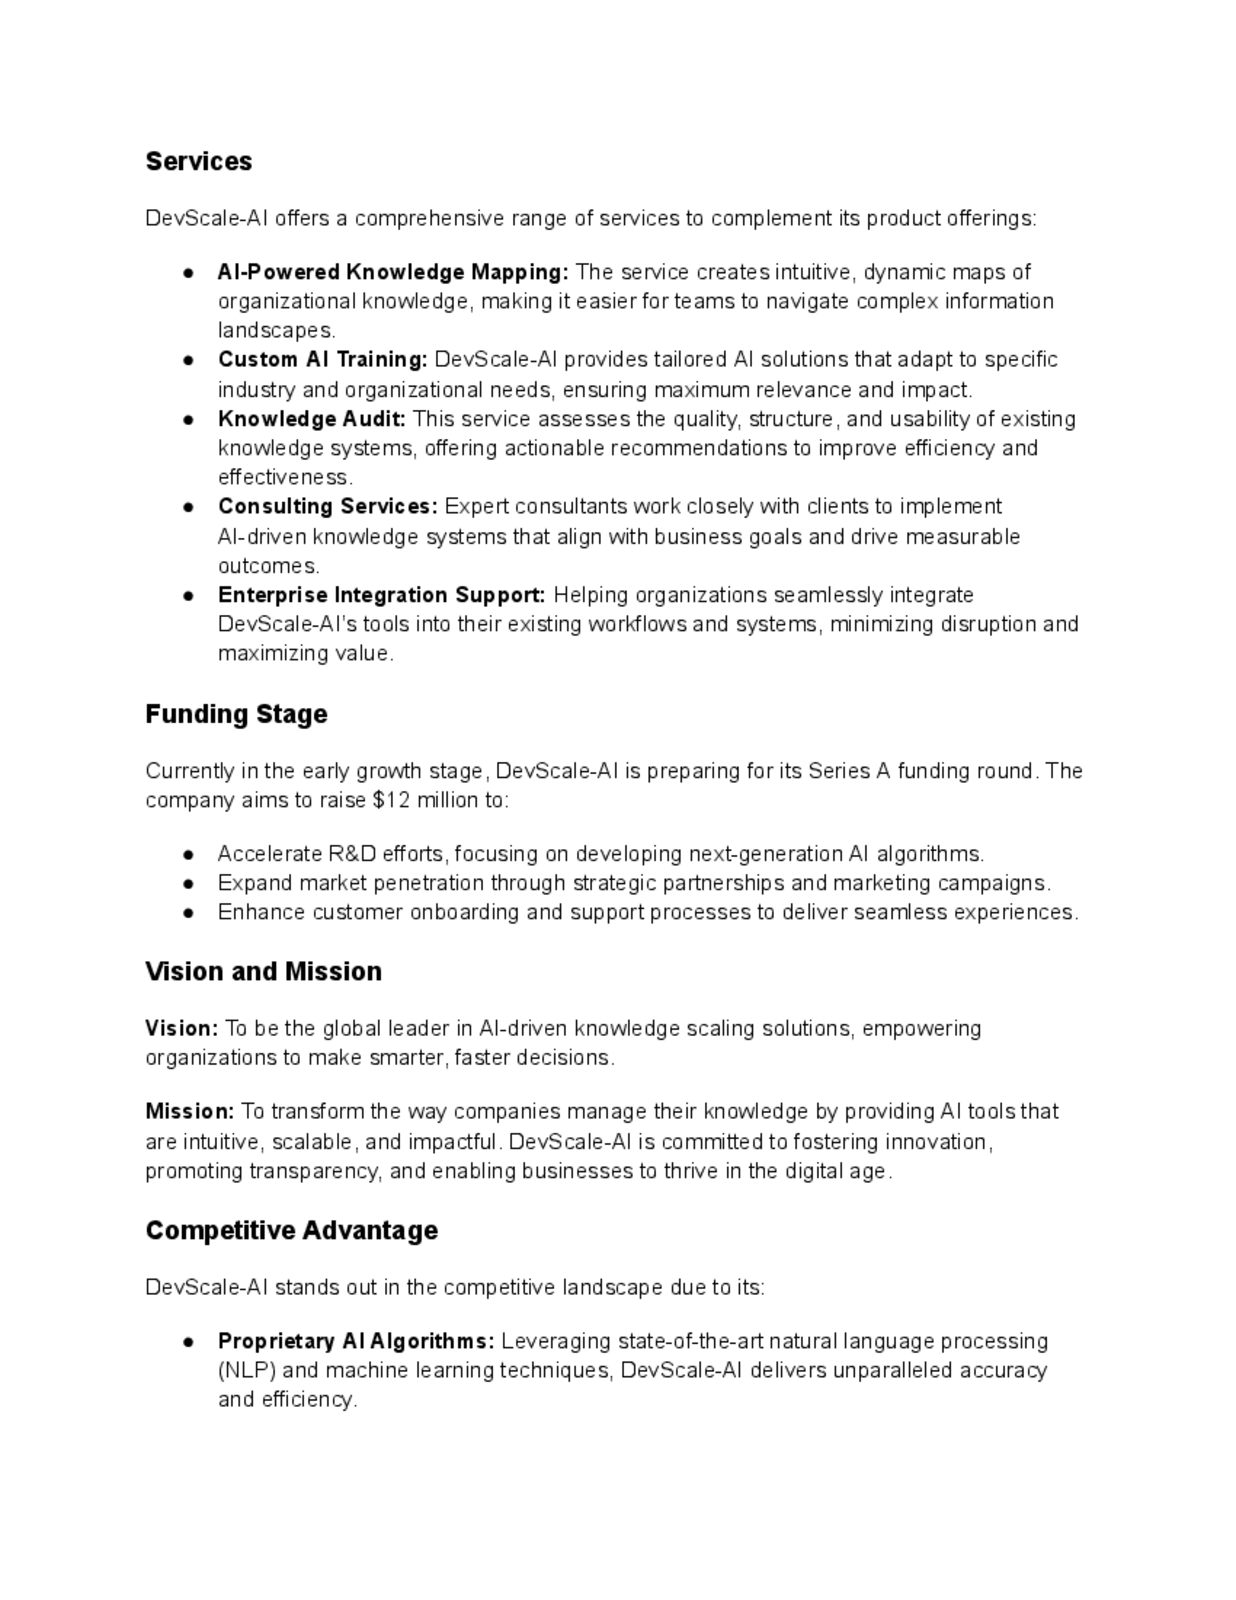 Services
DevScale-AI offers a comprehensive range of services to complement its product offerings:
● AI-Powered Knowledge Mapping: The service creates intuitive, dynamic maps of
organizational knowledge, making it easier for teams to navigate complex information
landscapes.
● Custom AI Training: DevScale-AI provides tailored AI solutions that adapt to specific
industry and organizational needs, ensuring maximum relevance and impact.
● Knowledge Audit: This service assesses the quality, structure, and usability of existing
knowledge systems, offering actionable recommendations to improve efficiency and
effectiveness.
● Consulting Services: Expert consultants work closely with clients to implement
AI-driven knowledge systems that align with business goals and drive measurable
outcomes.
● Enterprise Integration Support: Helping organizations seamlessly integrate
DevScale-AI's tools into their existing workflows and systems, minimizing disruption and
maximizing value.
Funding Stage
Currently in the early growth stage, DevScale-AI is preparing for its Series A funding round. The
company aims to raise $12 million to:
● Accelerate R&D efforts, focusing on developing next-generation AI algorithms.
● Expand market penetration through strategic partnerships and marketing campaigns.
● Enhance customer onboarding and support processes to deliver seamless experiences.
Vision and Mission
Vision: To be the global leader in AI-driven knowledge scaling solutions, empowering
organizations to make smarter, faster decisions.
Mission: To transform the way companies manage their knowledge by providing AI tools that
are intuitive, scalable, and impactful. DevScale-AI is committed to fostering innovation,
promoting transparency, and enabling businesses to thrive in the digital age.
Competitive Advantage
DevScale-AI stands out in the competitive landscape due to its:
● Proprietary AI Algorithms: Leveraging state-of-the-art natural language processing
(NLP) and machine learning techniques, DevScale-AI delivers unparalleled accuracy
and efficiency.